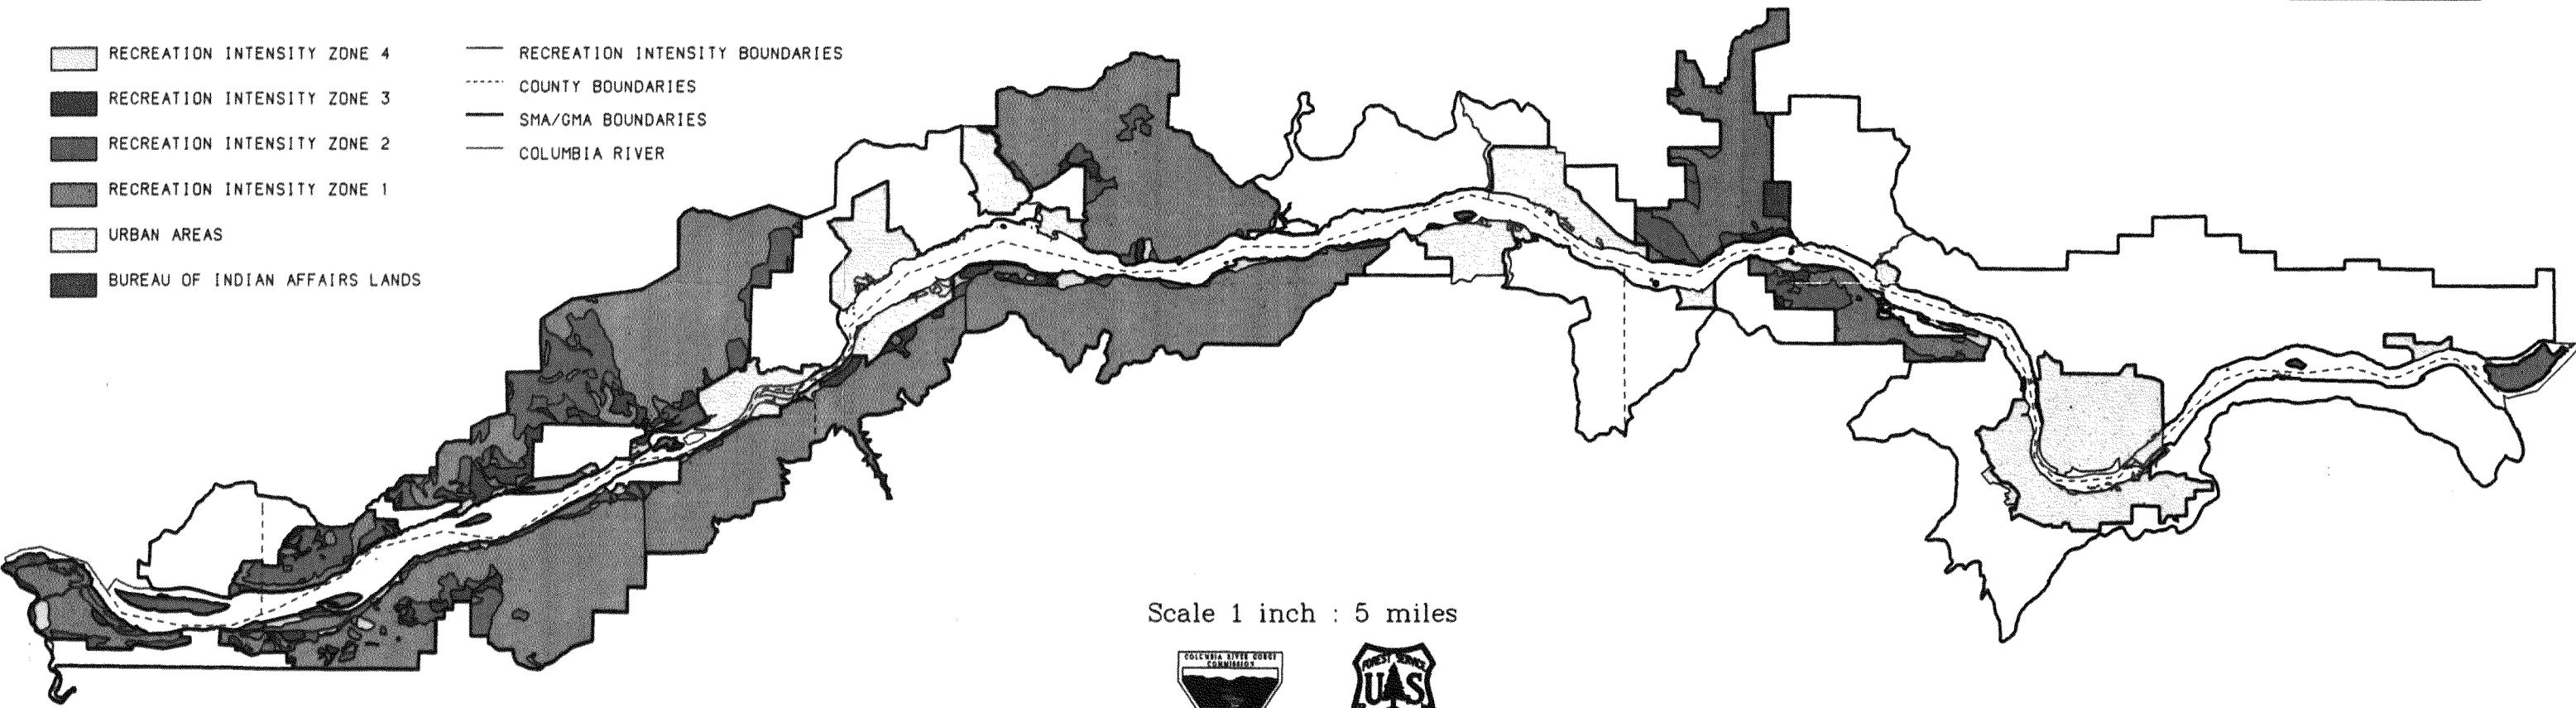 RECREATION INTENSITY ZONE 4
RECREATION INTENSITY ZONE 3
RECREATION INTENSITY ZONE 2
RECREATION INTENSITY ZONE 1
URBAN AREAS
BUREAU OF INDIAN AFFAIRS LANDS
RECREATION INTENSITY BOUNDARIES
COUNTY BOUNDARIES
SMA/GMA BOUNDARIES
COLUMBIA RIVER
Scale 1 inch : 5 miles
COLUMBIA RIVER GORGE
COMMISSION
FOREST SERVICE
US